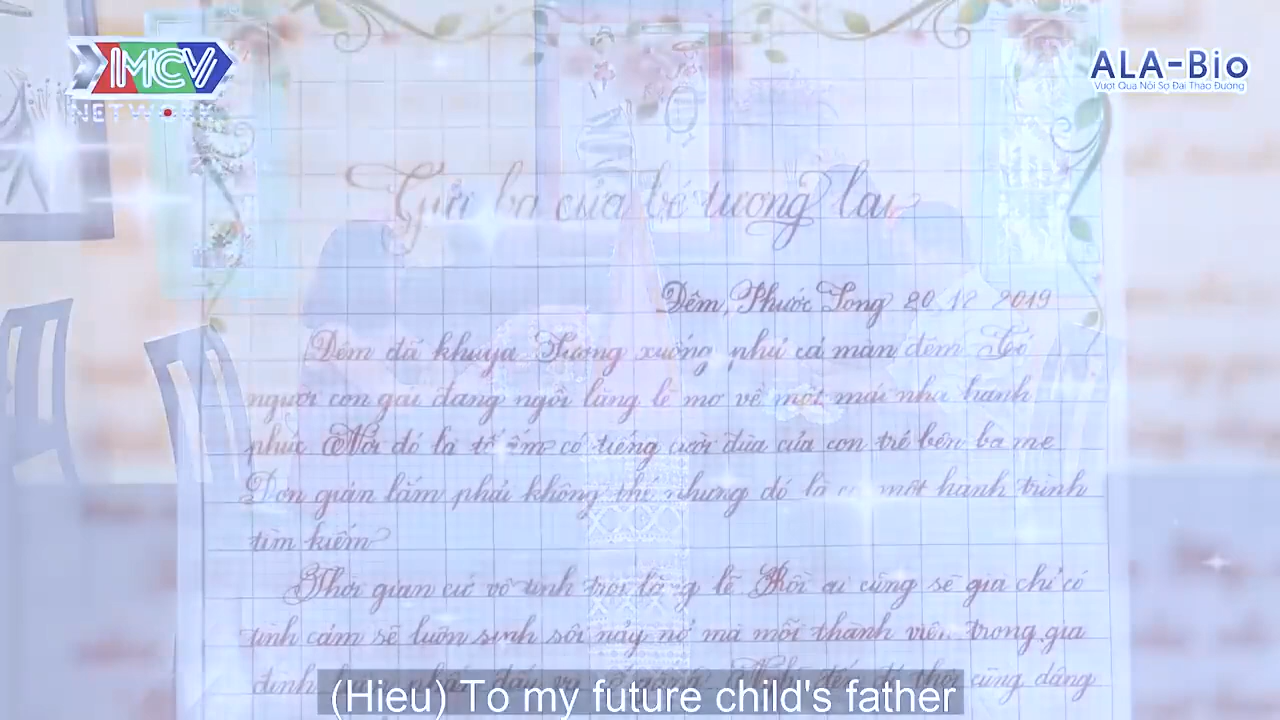 MCV
NETWORK
ALA-Bio
Vượt Qua Nỗi Sợ Đái Tháo Đường
Gửi ba của bé tương lai
Đêm, Phước Long 20.12.2019
Đêm đã khuya Sương xuống phủ cả màn đêm Có
người con gái đang ngồi lặng lẽ mơ về một mái nhà hạnh
phúc Nơi đó là tổ ấm có tiếng cười đùa của con trẻ bên ba mẹ
Đơn giản lắm phải không thế nhưng đó là cả một hành trình
tìm kiếm
Thời gian cứ vô tình trôi lặng lẽ Rồi ai cũng sẽ già chỉ có
tình cảm sẽ luôn sinh sôi nảy nở mà mỗi thành viên trong gia
đình cũng dâng
(Hieu) To my future child's father